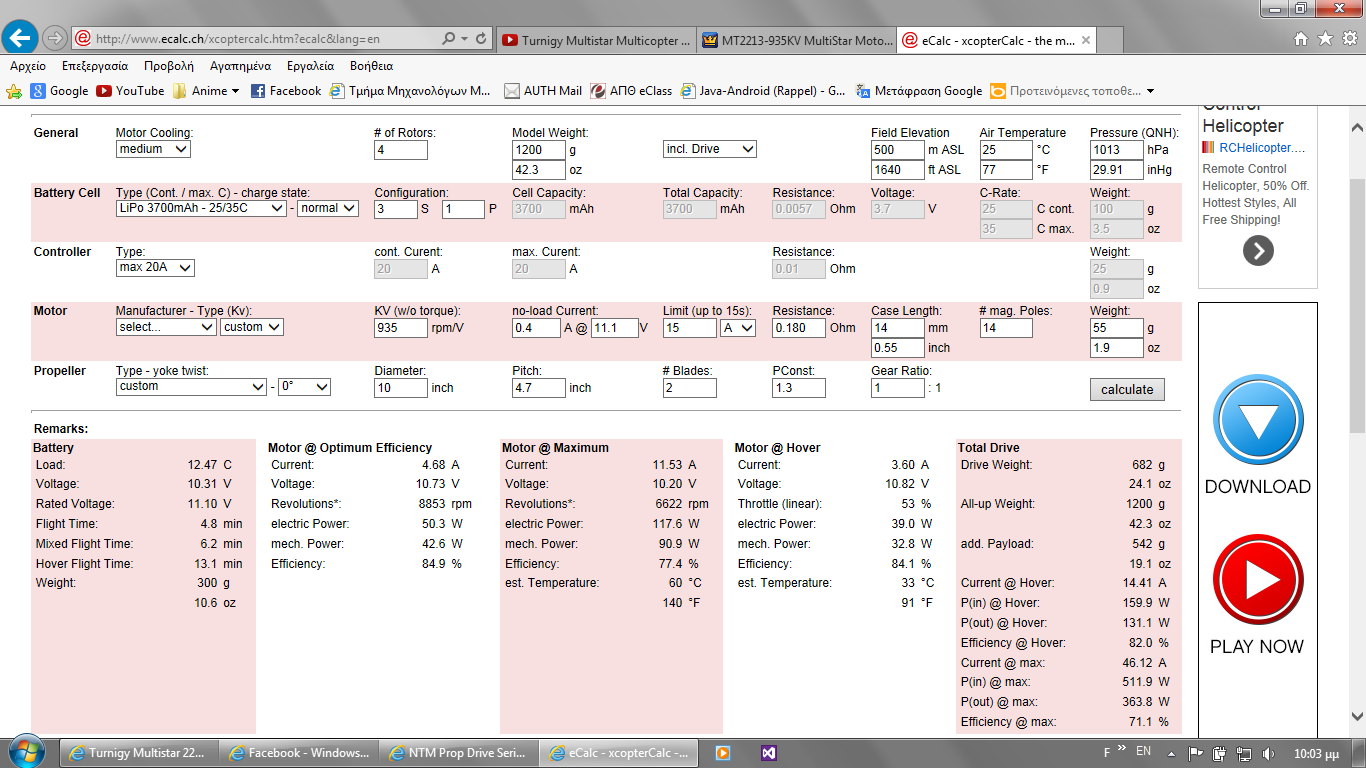 http://www.ecalc.ch/xcoptercalc.htm?ecalc&lang=en
Turnigy Multistar Multicopter ...
MT2213-935KV MultiStar Moto...
eCalc - xcopterCalc - the m...
Αρχείο Επεξεργασία Προβολή Αγαπημένα Εργαλεία Βοήθεια
Google YouTube Anime Facebook Τμήμα Μηχανολόγων Μ... AUTH Mail ΑΠΘ eClass Java-Android (Rappel) - G... Μετάφραση Google Προτεινόμενες τοποθε...
General Motor Cooling: # of Rotors: Model Weight: Field Elevation Air Temperature Pressure (QNH):
medium 4 1200 g incl. Drive 500 m ASL 25 °C 1013 hPa
42.3 oz 1640 ft ASL 77 °F 29.91 inHg
Battery Cell Type (Cont. / max. C) - charge state: Configuration: Cell Capacity: Total Capacity: Resistance: Voltage: C-Rate: Weight:
LiPo 3700mAh - 25/35C - normal 3 S 1 P 3700 mAh 3700 mAh 0.0057 Ohm 3.7 V 25 C cont. 100 g
35 C max. 3.5 oz
Controller Type: cont. Curent: max. Curent: Resistance: Weight:
max 20A 20 A 20 A 0.01 Ohm 25 g
0.9 oz
Motor Manufacturer - Type (Kv): KV (w/o torque): no-load Current: Limit (up to 15s): Resistance: Case Length: # mag. Poles: Weight:
select... custom 935 rpm/V 0.4 A @ 11.1 V 15 A 0.180 Ohm 14 mm 14 55 g
0.55 inch 1.9 oz
Propeller Type - yoke twist: Diameter: Pitch: # Blades: PConst: Gear Ratio:
custom - 0° 10 inch 4.7 inch 2 1.3 1 : 1 calculate
Remarks:
Battery Motor @ Optimum Efficiency Motor @ Maximum Motor @ Hover Total Drive
Load: 12.47 C Current: 4.68 A Current: 11.53 A Current: 3.60 A Drive Weight: 682 g
Voltage: 10.31 V Voltage: 10.73 V Voltage: 10.20 V Voltage: 10.82 V 24.1 oz
Rated Voltage: 11.10 V Revolutions*: 8853 rpm Revolutions*: 6622 rpm Throttle (linear): 53 % All-up Weight: 1200 g
Flight Time: 4.8 min electric Power: 50.3 W electric Power: 117.6 W electric Power: 39.0 W 42.3 oz
Mixed Flight Time: 6.2 min mech. Power: 42.6 W mech. Power: 90.9 W mech. Power: 32.8 W add. Payload: 542 g
Hover Flight Time: 13.1 min Efficiency: 84.9 % Efficiency: 77.4 % Efficiency: 84.1 % 19.1 oz
Weight: 300 g est. Temperature: 60 °C est. Temperature: 33 °C Current @ Hover: 14.41 A
10.6 oz 140 °F 91 °F P(in) @ Hover: 159.9 W
P(out) @ Hover: 131.1 W
Efficiency @ Hover: 82.0 %
Current @ max: 46.12 A
P(in) @ max: 511.9 W
P(out) @ max: 363.8 W
Efficiency @ max: 71.1 %
Control
Helicopter
RCHelicopter....
Remote Control
Helicopter, 50% Off.
Hottest Styles, All
Free Shipping!
DOWNLOAD
PLAY NOW
Turnigy Multistar 22... Facebook - Windows... NTM Prop Drive Seri... eCalc - xcopterCalc -... F EN 10:03 μμ